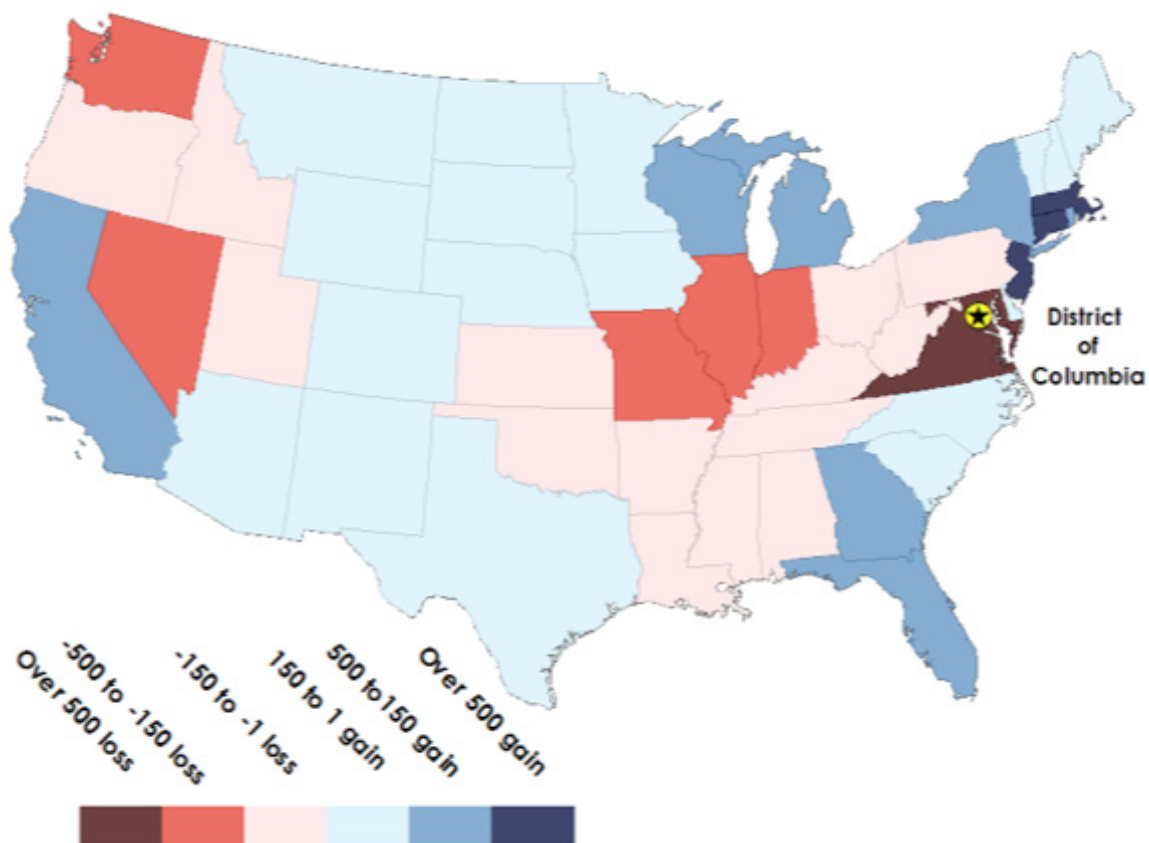 District
of
Columbia
Over 500 loss
-500 to -150 loss
-150 to -1 loss
150 to 1 gain
500 to150 gain
Over 500 gain